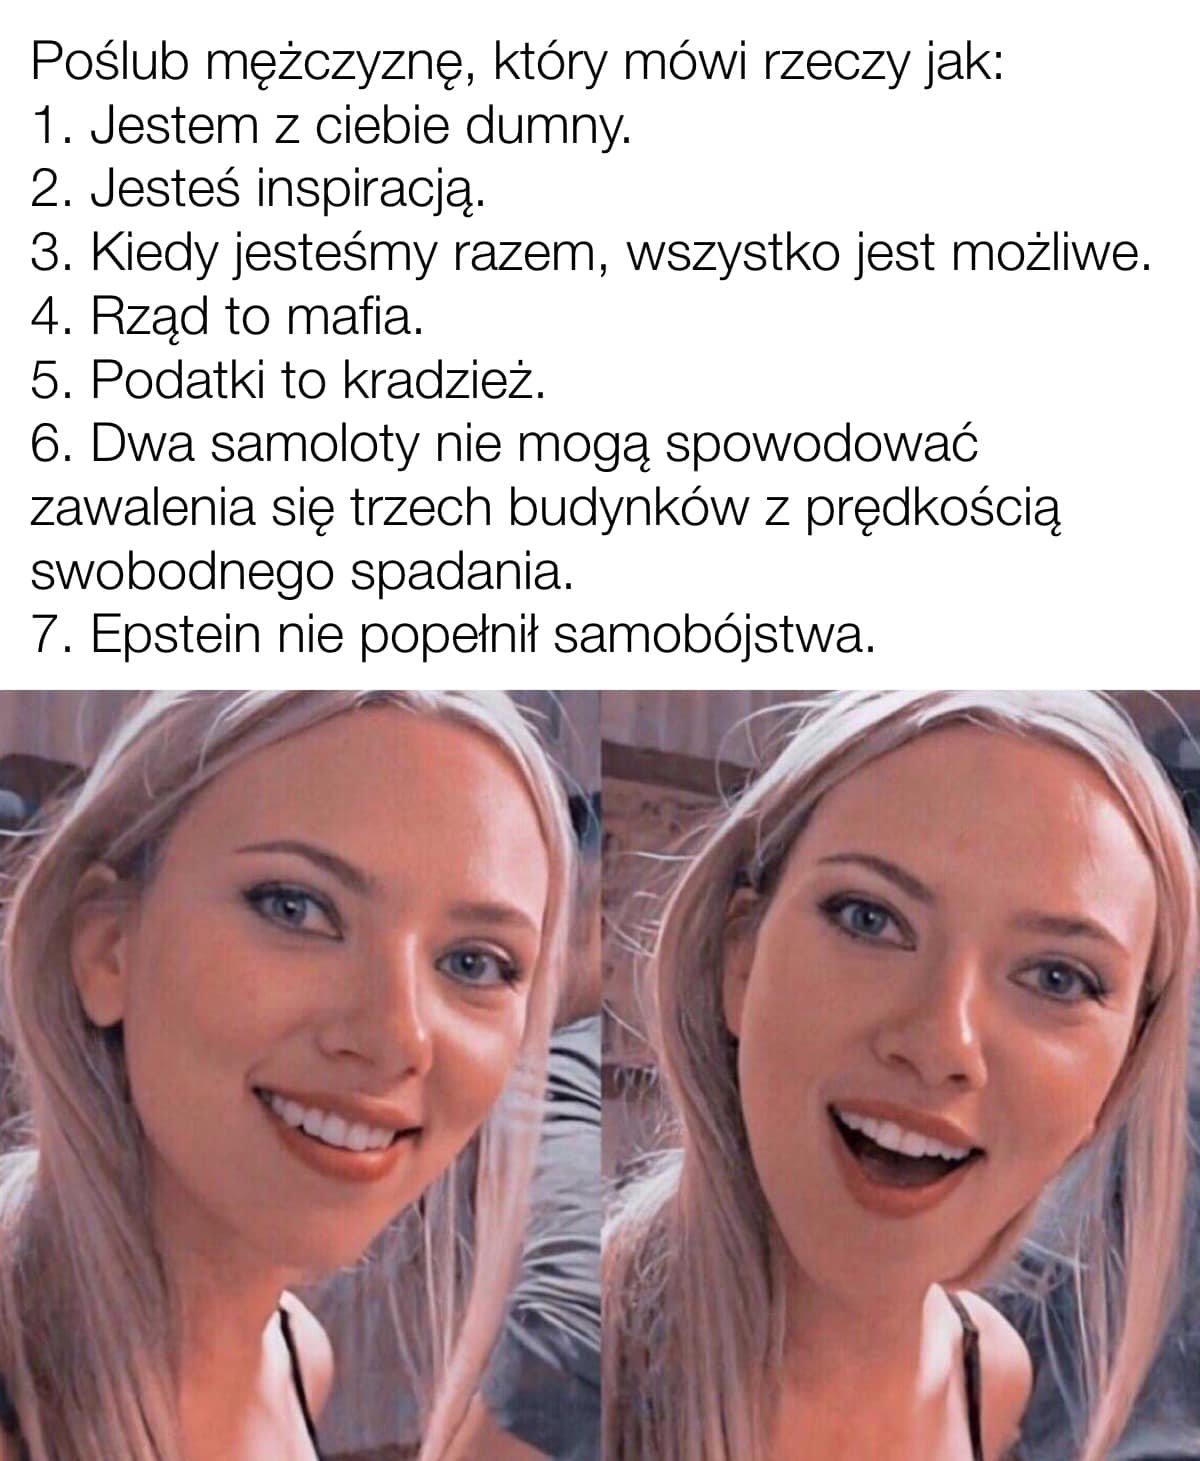 Poślub mężczyznę, który mówi rzeczy jak:
1. Jestem z ciebie dumny.
2. Jesteś inspiracją.
3. Kiedy jesteśmy razem, wszystko jest możliwe.
4. Rząd to mafia.
5. Podatki to kradzież.
6. Dwa samoloty nie mogą spowodować
zawalenia się trzech budynków z prędkością
swobodnego spadania.
7. Epstein nie popełnił samobójstwa.